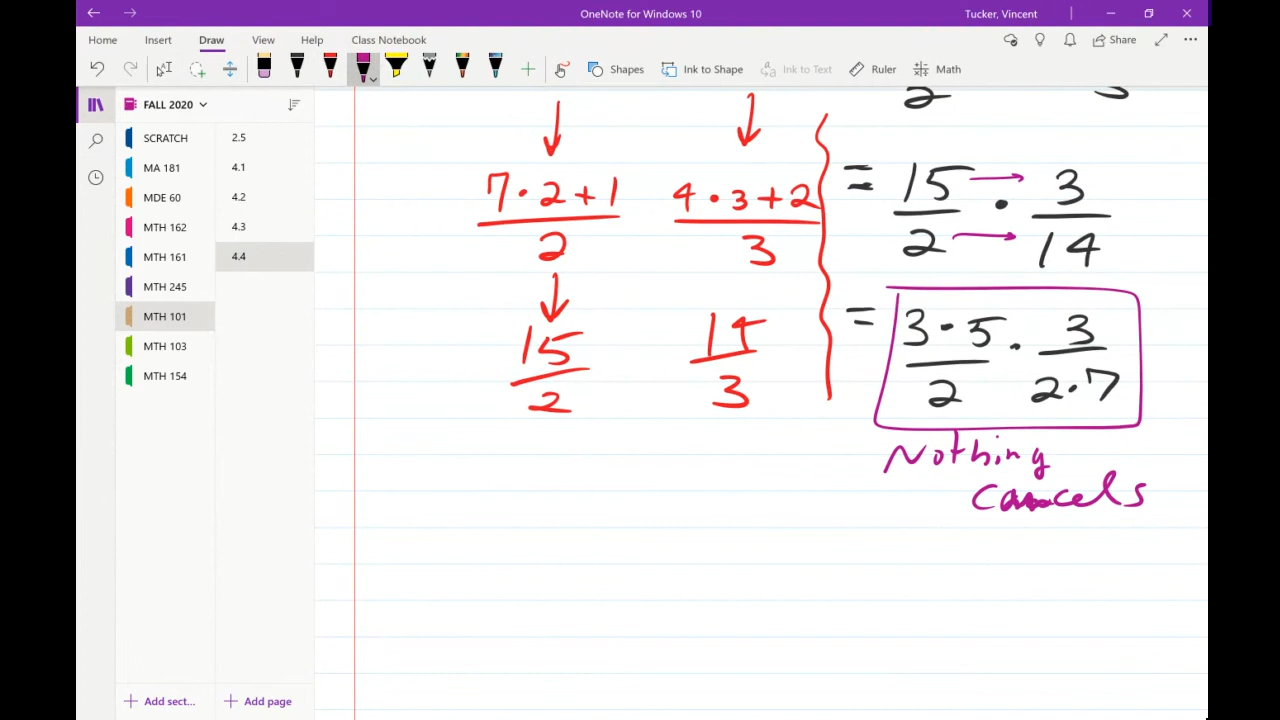 OneNote for Windows 10
Tucker, Vincent
Home Insert Draw View Help Class Notebook
Share
Shapes Ink to Shape Ink to Text Ruler Math
FALL 2020
SCRATCH
MA 181
MDE 60
MTH 162
MTH 161
MTH 245
MTH 101
MTH 103
MTH 154
2.5
4.1
4.2
4.3
4.4
+ Add sect...
+ Add page
7 · 2 + 1
2
4 · 3 + 2
3
15
2
14
3
2
= 15 · 3
2 14
= 3 · 5 · 3
2 2 · 7
Nothing
Cancels